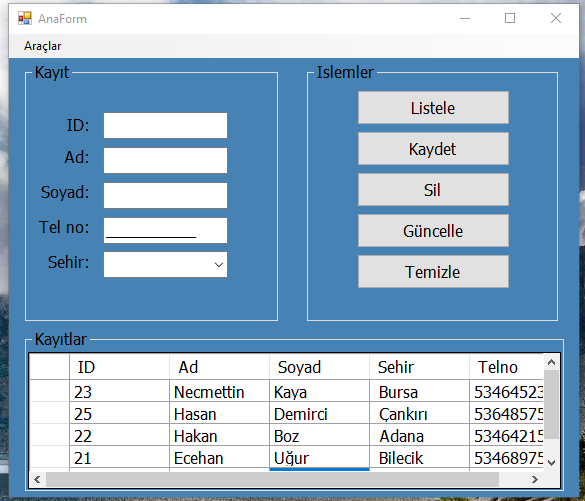 AnaForm
Araçlar
Kayıt
ID:
Ad:
Soyad:
Tel no:
Sehir:
Islemler
Listele
Kaydet
Sil
Güncelle
Temizle
Kayıtlar
ID Ad Soyad Sehir Telno
23 Necmettin Kaya Bursa 53464523
25 Hasan Demirci Çankırı 53648575
22 Hakan Boz Adana 53464215
21 Ecehan Uğur Bilecik 53468975